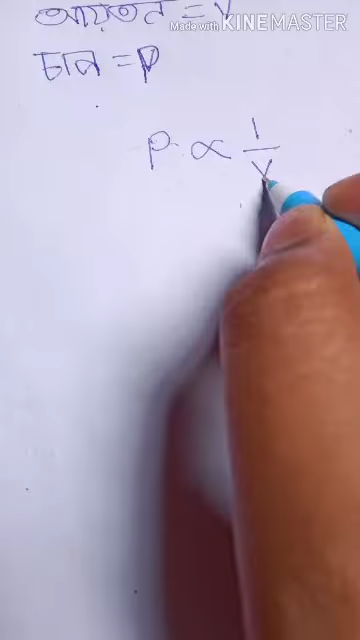 আয়তন = V
Made with KINEMASTER
চাপ = P
P ∝ 1/V